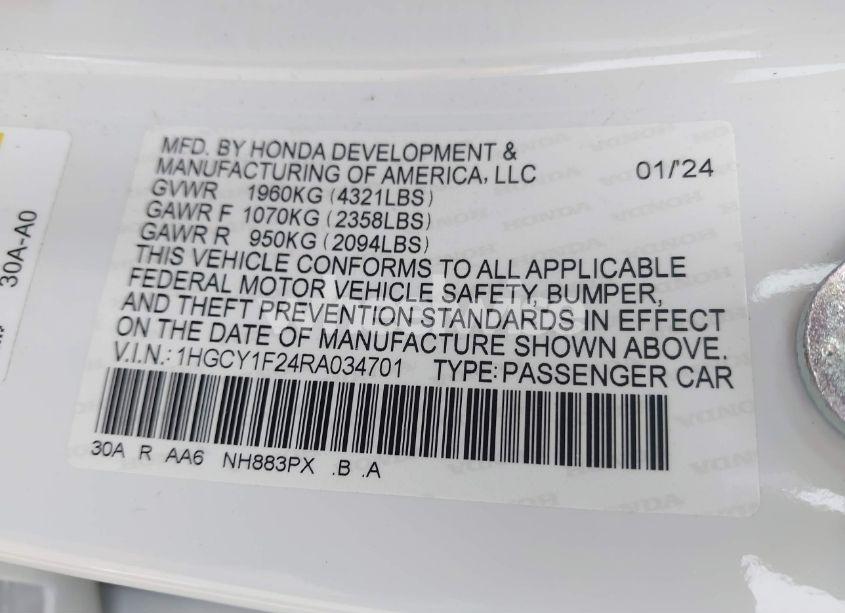 MFD. BY HONDA DEVELOPMENT &
MANUFACTURING OF AMERICA, LLC 01/'24
GVWR 1960KG (4321LBS)
GAWR F 1070KG (2358LBS)
GAWR R 950KG (2094LBS)
THIS VEHICLE CONFORMS TO ALL APPLICABLE
FEDERAL MOTOR VEHICLE SAFETY BUMPER,
AND THEFT PREVENTION STANDARDS IN EFFECT
ON THE DATE OF MANUFACTURE SHOWN ABOVE.
V.I.N.: 1HGCY1F24RA034701 TYPE: PASSENGER CAR
30A R AA6 NH883PX .B .A
30A-A0
HONDA